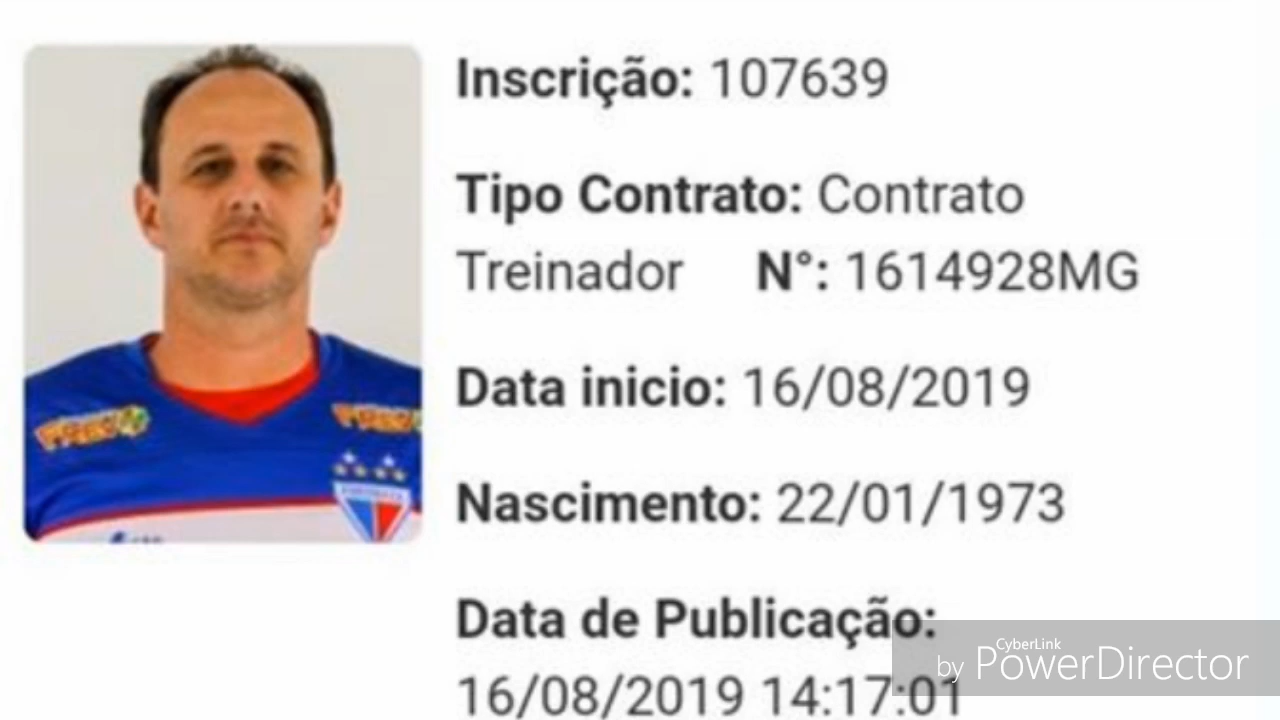 Inscrição: 107639
Tipo Contrato: Contrato
Treinador N°: 1614928MG
Data inicio: 16/08/2019
Nascimento: 22/01/1973
Data de Publicação:
16/08/2019 14:17:01
CyberLink
by PowerDirector